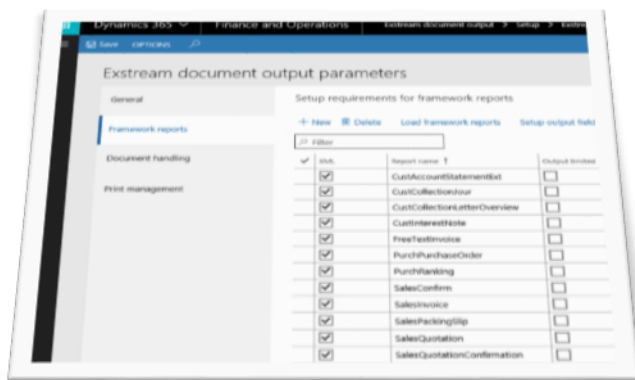 Dynamics 365 Finance and Operations Exstream document output > Setup > Exstre
Save OPTIONS
Exstream document output parameters
General
Framework reports
Document handling
Print management
Setup requirements for framework reports
+ New Delete Load framework reports Setup output field
Filter
XML Report name ↑ Output limited
CustAccountStatementExt
CustCollectionJour
CustCollectionLetterOverview
CustInterestNote
FreeTextInvoice
PurchPurchaseOrder
PurchRanking
SalesConfirm
SalesInvoice
SalesPackingSlip
SalesQuotation
SalesQuotationConfirmation